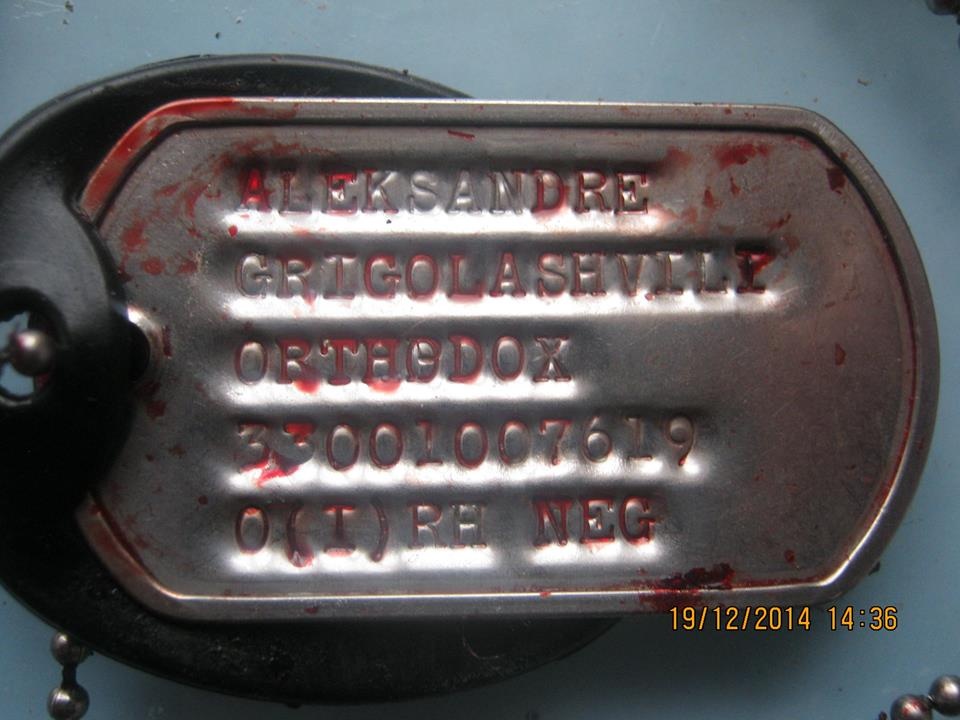 ALEKSANDRE
GRIGOLASHVILI
ORTHODOX
33001007619
O(I)RH NEG
19/12/2014 14:36